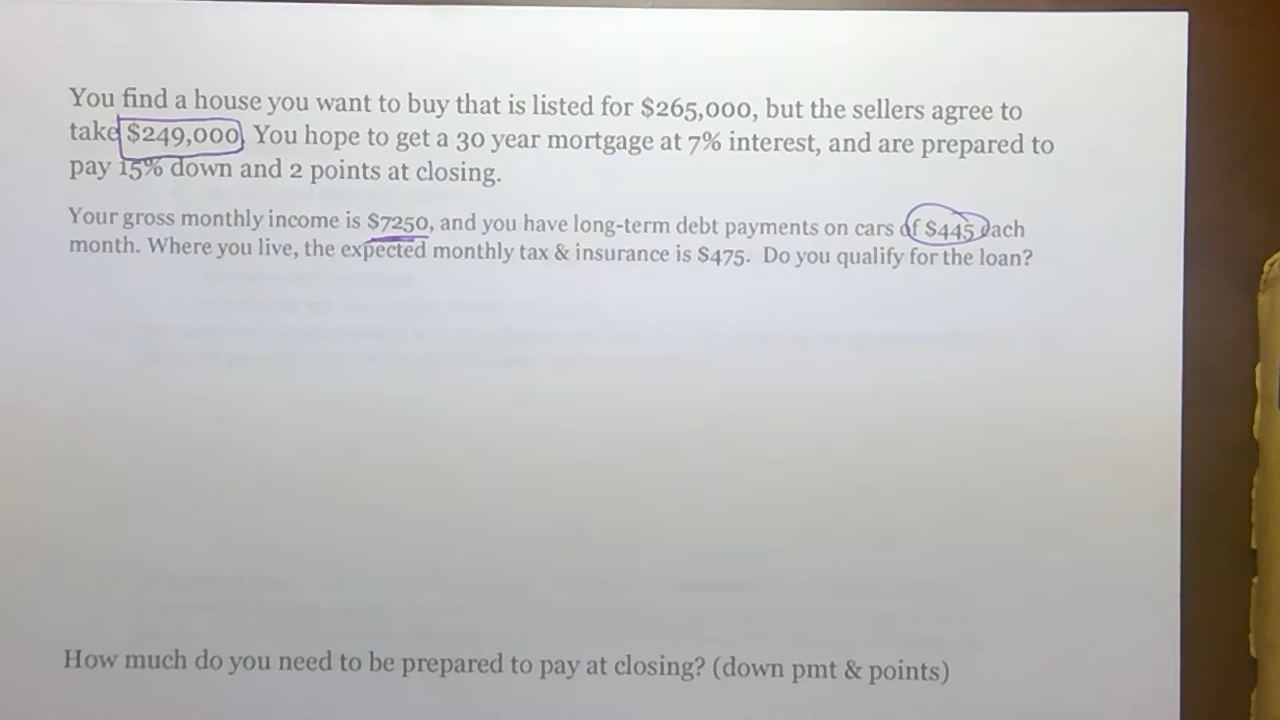 You find a house you want to buy that is listed for $265,000, but the sellers agree to
take $249,000. You hope to get a 30 year mortgage at 7% interest, and are prepared to
pay 15% down and 2 points at closing.
Your gross monthly income is $7250, and you have long-term debt payments on cars of $445 each
month. Where you live, the expected monthly tax & insurance is $475. Do you qualify for the loan?
How much do you need to be prepared to pay at closing? (down pmt & points)